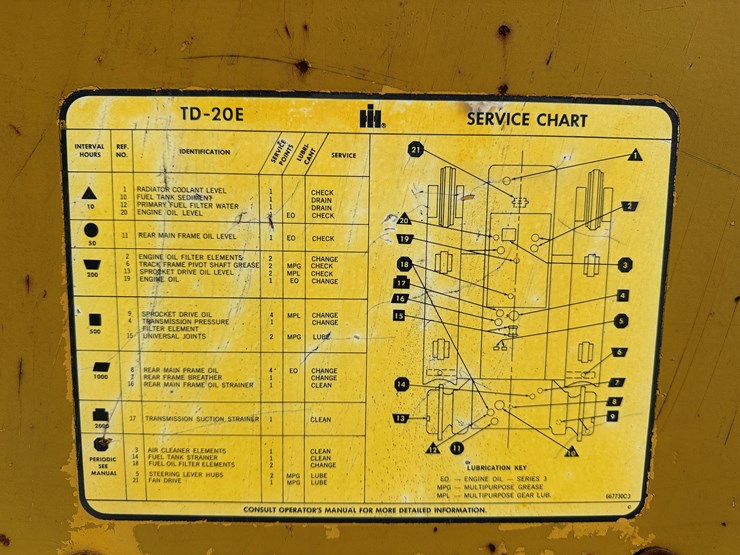 TD-20E IH® SERVICE CHART
INTERVAL HOURS REF. NO. IDENTIFICATION SERVICE POINTS LUBRI-CANT SERVICE
10
1 RADIATOR COOLANT LEVEL 1 CHECK
10 FUEL TANK SEDIMENT 1 DRAIN
12 PRIMARY FUEL FILTER WATER 1 DRAIN
20 ENGINE OIL LEVEL 1 EO CHECK
50
11 REAR MAIN FRAME OIL LEVEL 1 EO CHECK
200
2 ENGINE OIL FILTER ELEMENTS 2 CHANGE
6 TRACK FRAME PIVOT SHAFT GREASE 2 MPG CHECK
13 SPROCKET DRIVE OIL LEVEL 2 MPL CHECK
19 ENGINE OIL 1 EO CHANGE
500
9 SPROCKET DRIVE OIL 4 MPL CHANGE
4 TRANSMISSION PRESSURE 1 CHANGE
FILTER ELEMENT
15 UNIVERSAL JOINTS 2 MPG LUBE
1000
8 REAR MAIN FRAME OIL 4 EO CHANGE
7 REAR FRAME BREATHER 1 CHANGE
16 REAR MAIN FRAME OIL STRAINER 1 CLEAN
2000
17 TRANSMISSION SUCTION STRAINER 1 CLEAN
PERIODIC SEE MANUAL
3 AIR CLEANER ELEMENTS 1 CLEAN
14 FUEL TANK STRAINER 1 CLEAN
18 FUEL OIL FILTER ELEMENTS 2 CHANGE
5 STEERING LEVER HUBS 2 MPG LUBE
21 FAN DRIVE 1 MPG LUBE
21
1
20
2
19
18
3
17
16
4
15
5
6
14
7
8
13
9
12
11
10
LUBRICATION KEY
EO — ENGINE OIL — SERIES 3
MPG — MULTIPURPOSE GREASE
MPL — MULTIPURPOSE GEAR LUB.
667730C3
C
CONSULT OPERATOR'S MANUAL FOR MORE DETAILED INFORMATION.